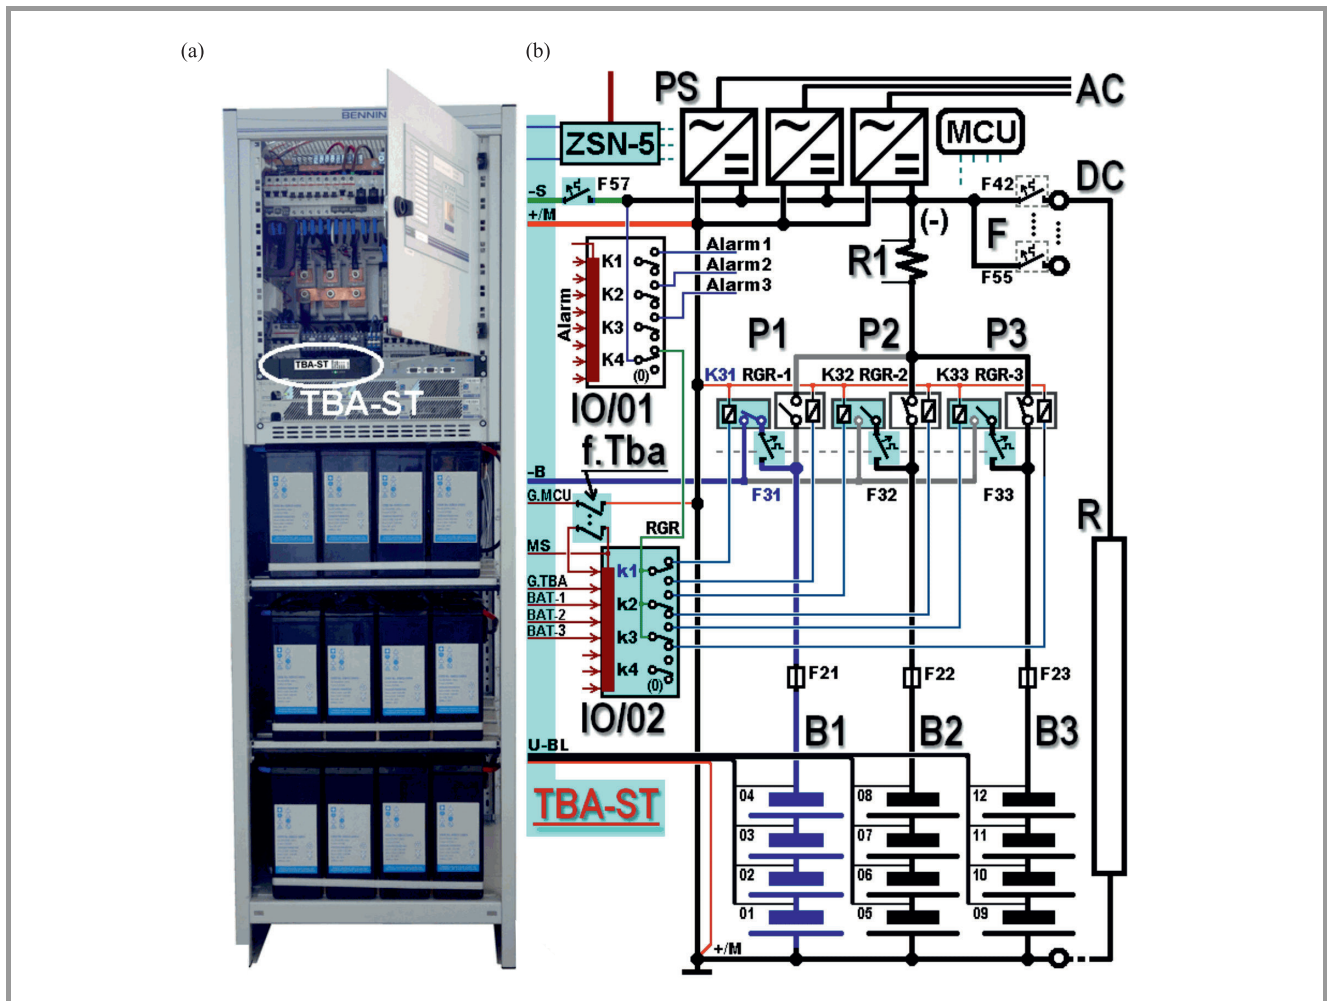 (a)
(b)
BENNIN
TBA-ST
TBA-ST
PS
AC
ZSN-5
MCU
-S
F57
F42
DC
+/M
(-)
F
Alarm1
Alarm2
Alarm3
R1
F55
Alarm
K1
K2
K3
K4
(0)
IO/01
P1
P2
P3
K31 RGR-1
K32 RGR-2
K33 RGR-3
f.Tba
-B
F31
F32
F33
G.MCU
RGR
R
MS
k1
G.TBA
BAT-1
k2
BAT-2
BAT-3
k3
k4
(0)
IO/02
F21
F22
F23
B1
B2
B3
U-BL
TBA-ST
04
08
12
03
07
11
02
06
10
01
05
09
+/M